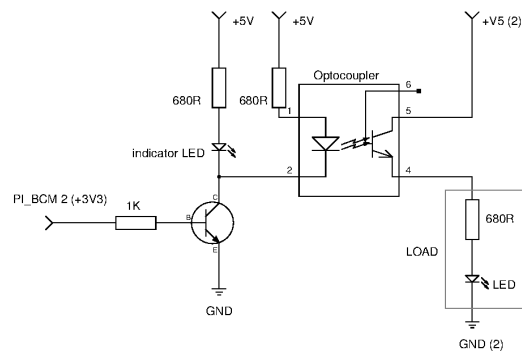 +5V
+5V
+V5 (2)
Optocoupler
6
680R
680R
1
5
indicator LED
2
4
PI_BCM 2 (+3V3)
1K
C
B
E
680R
LOAD
LED
GND
GND (2)